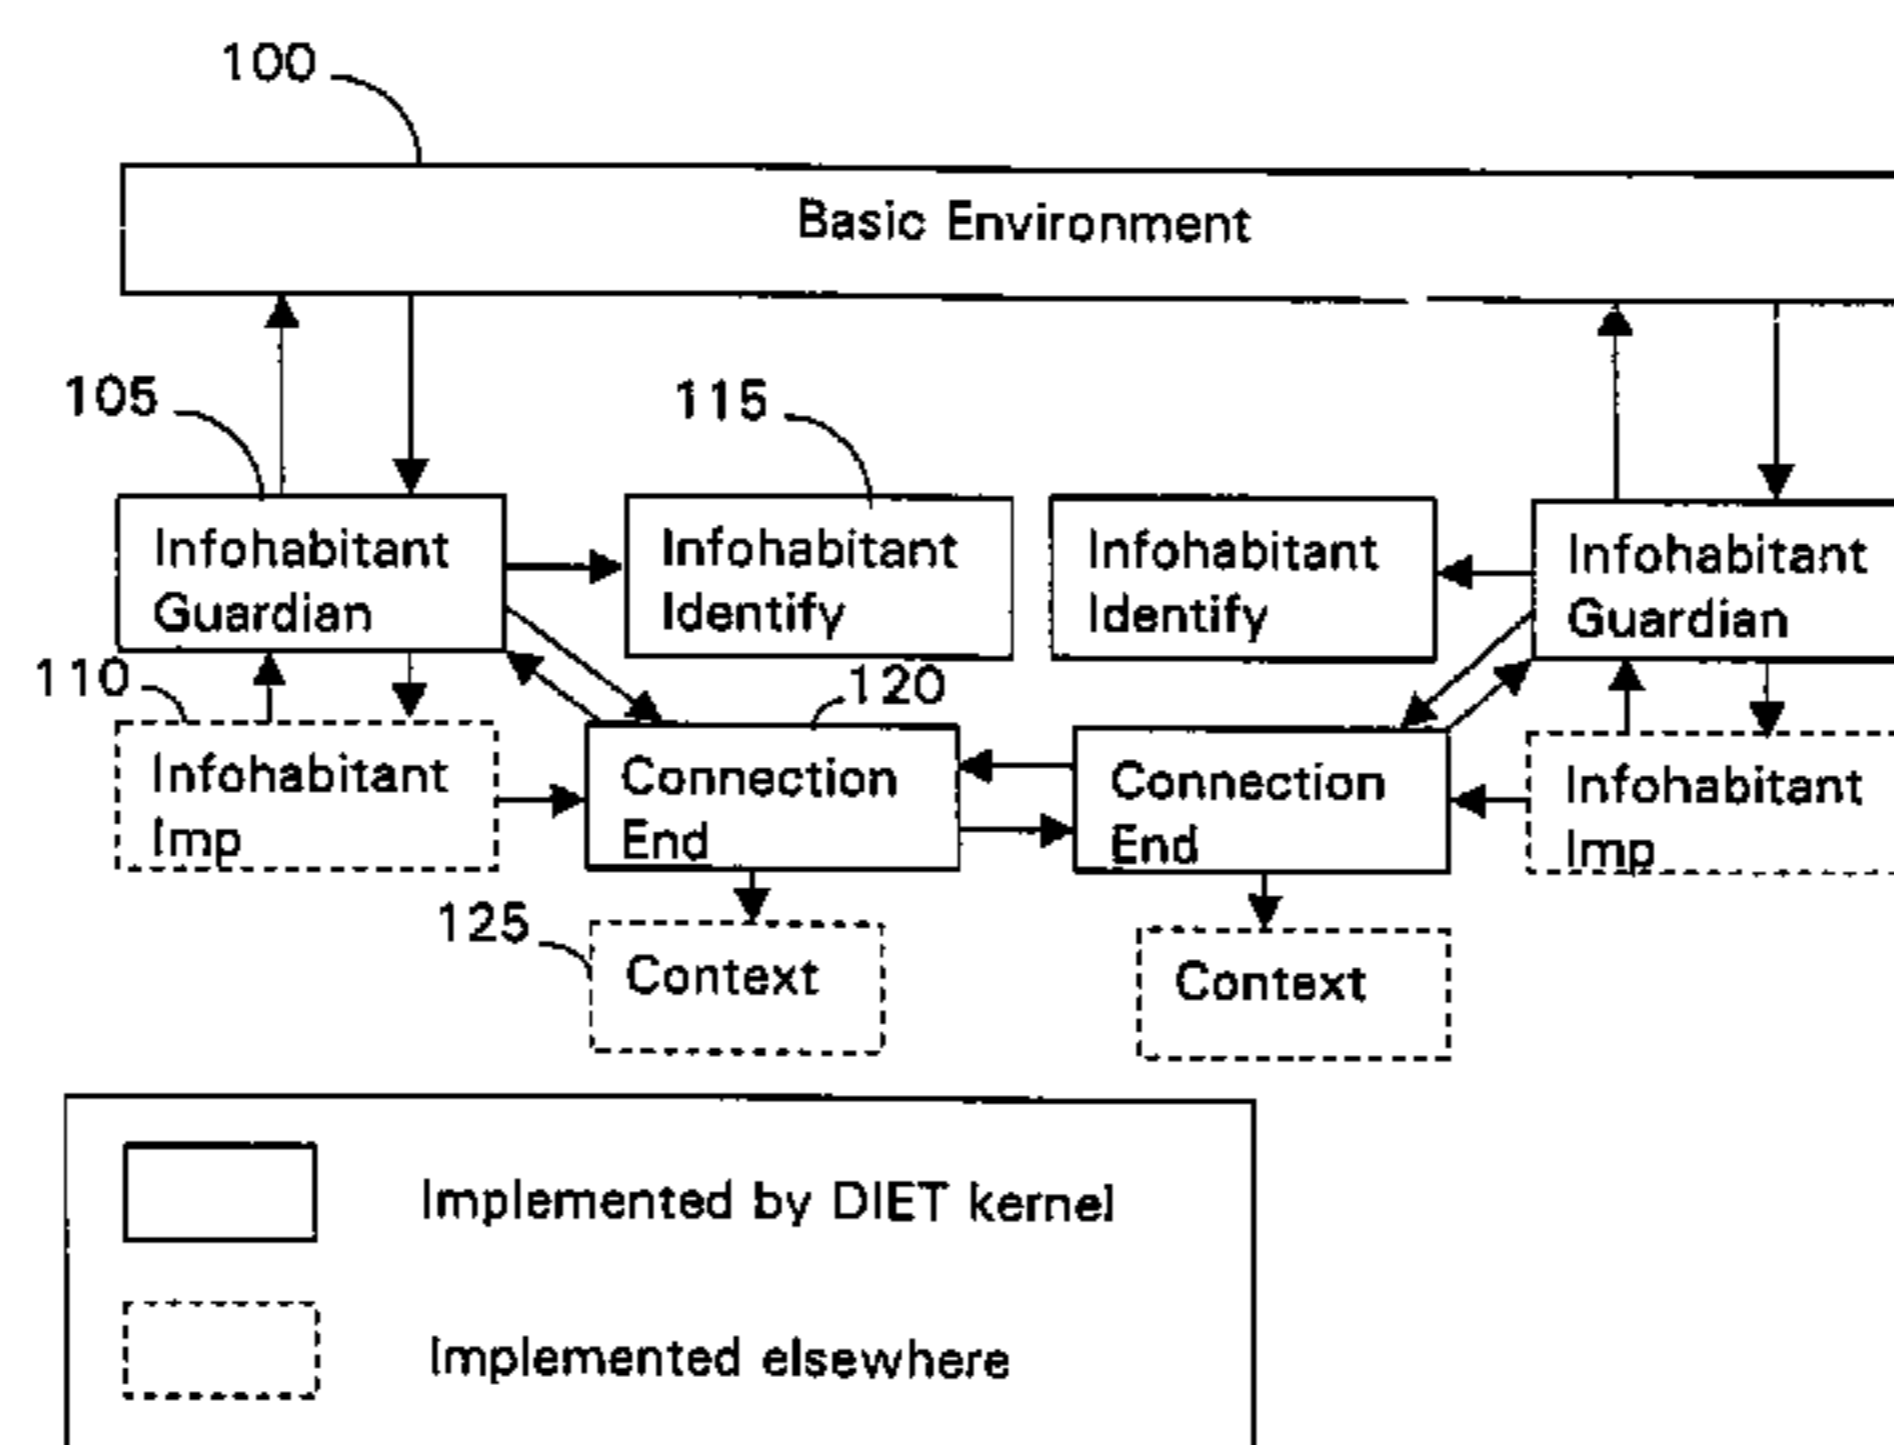 100
Basic Environment
105
115
Infohabitant
Guardian
Infohabitant
Identify
Infohabitant
Identify
Infohabitant
Guardian
110
120
Infohabitant
Imp
Connection
End
Connection
End
Infohabitant
Imp
125
Context
Context
Implemented by DIET kernel
Implemented elsewhere